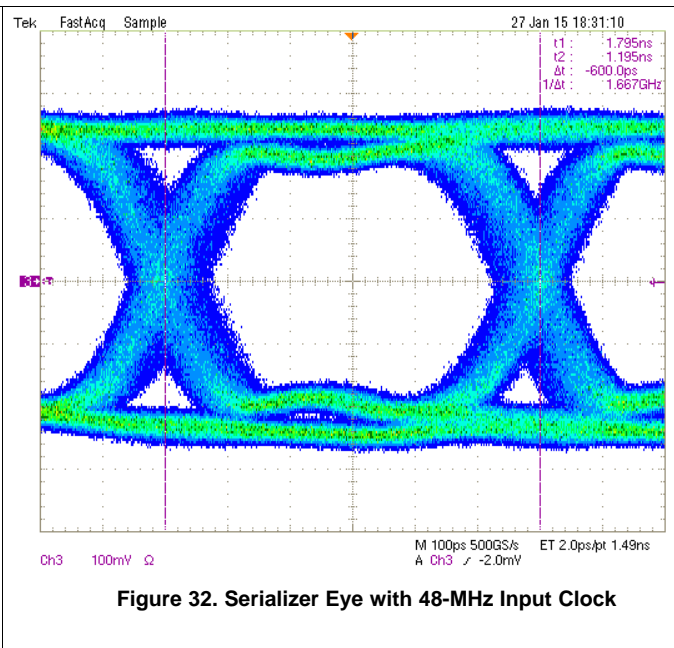 Tek FastAcq Sample 27 Jan 15 18:31:10
t1: 1.795ns
t2: 1.195ns
Δt: -600.0ps
1/Δt: 1.667GHz
3
M 100ps 500GS/s ET 2.0ps/pt 1.49ns
Ch3 100mV Ω A Ch3 ∕ -2.0mV
Figure 32. Serializer Eye with 48-MHz Input Clock